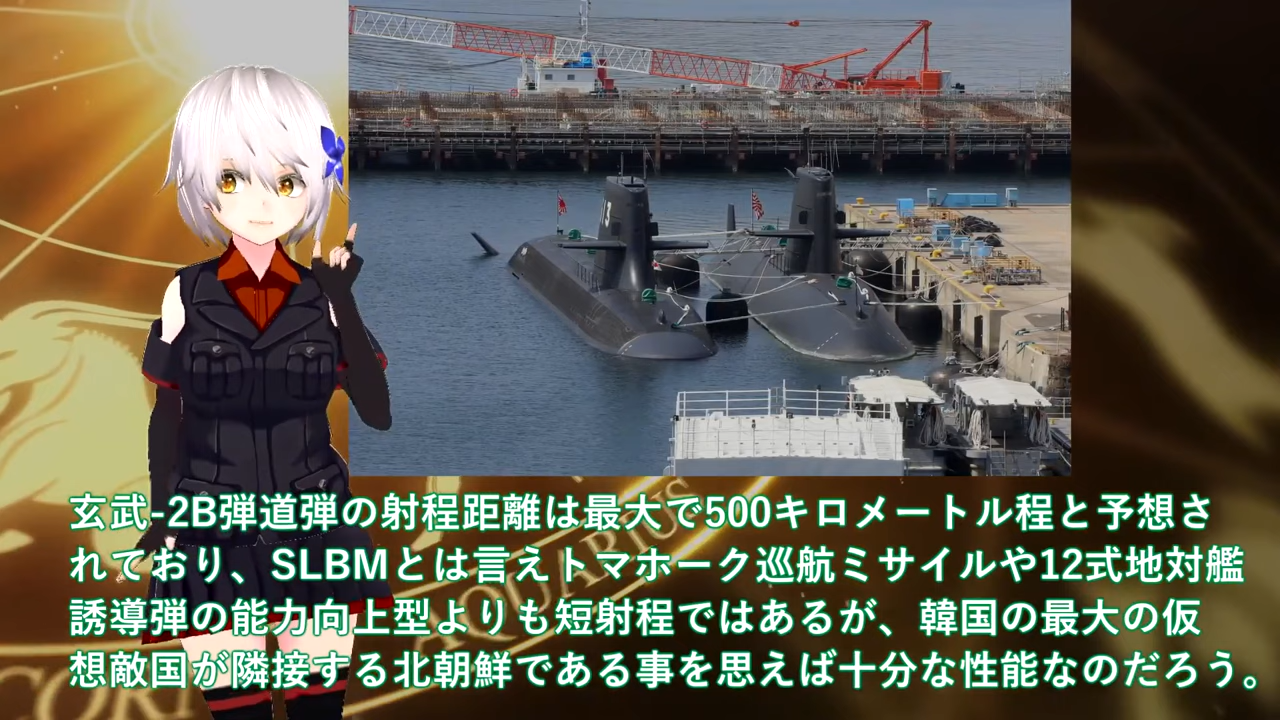 玄武-2B弾道弾の射程距離は最大で500キロメートル程と予想さ
れており、SLBMとは言えトマホーク巡航ミサイルや12式地対艦
誘導弾の能力向上型よりも短射程ではあるが、韓国の最大の仮
想敵国が隣接する北朝鮮である事を思えば十分な性能なのだろう。
AQUARIUS